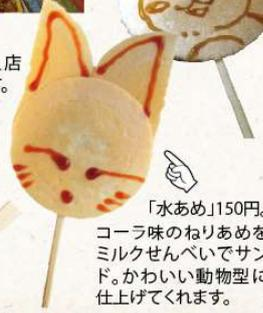 店
。
「水あめ」150円。
コーラ味のねりあめを
ミルクせんべいでサン
ド。かわいい動物型に
仕上げてくれます。